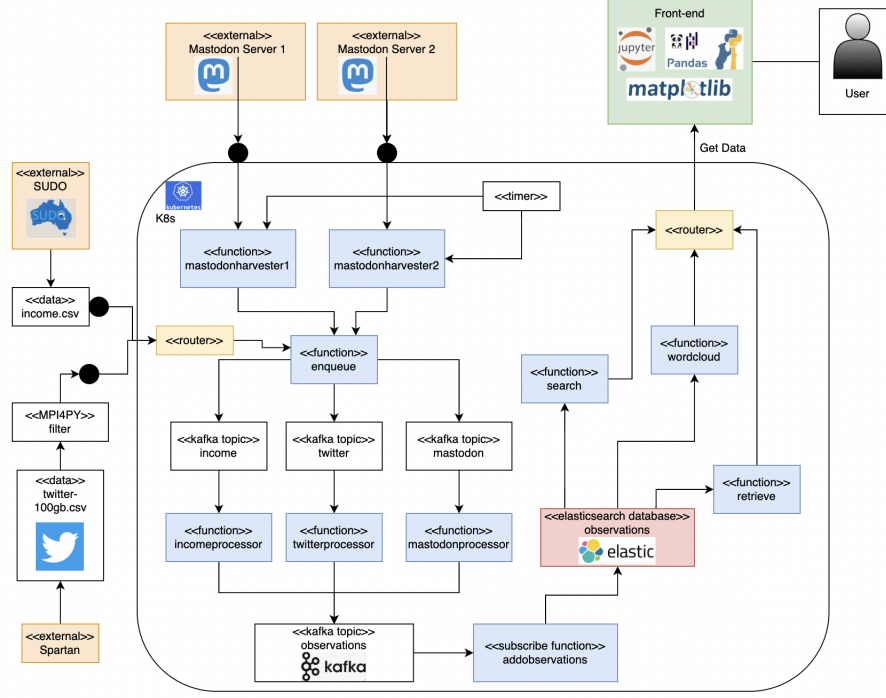 <<external>>
Mastodon Server 1
<<external>>
Mastodon Server 2
Front-end
jupyter
Pandas
matplotlib
User
Get Data
<<external>>
SUDO
SUDO
kubernetes
K8s
<<timer>>
<<router>>
<<function>>
mastodonharvester1
<<function>>
mastodonharvester2
<<data>>
income.csv
<<router>>
<<function>>
enqueue
<<function>>
wordcloud
<<function>>
search
<<MPI4PY>>
filter
<<kafka topic>>
income
<<kafka topic>>
twitter
<<kafka topic>>
mastodon
<<data>>
twitter-
100gb.csv
<<function>>
retrieve
<<function>>
incomeprocessor
<<function>>
twitterprocessor
<<function>>
mastodonprocessor
<<elasticsearch database>>
observations
elastic
<<external>>
Spartan
<<kafka topic>>
observations
kafka
<<subscribe function>>
addobservations